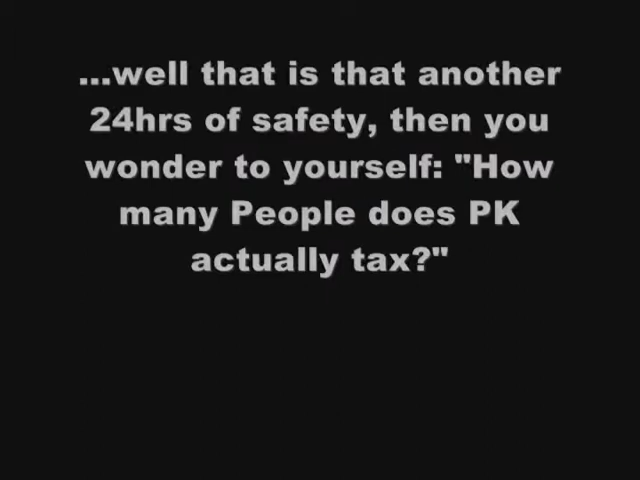 ...well that is that another
24hrs of safety, then you
wonder to yourself: "How
many People does PK
actually tax?"